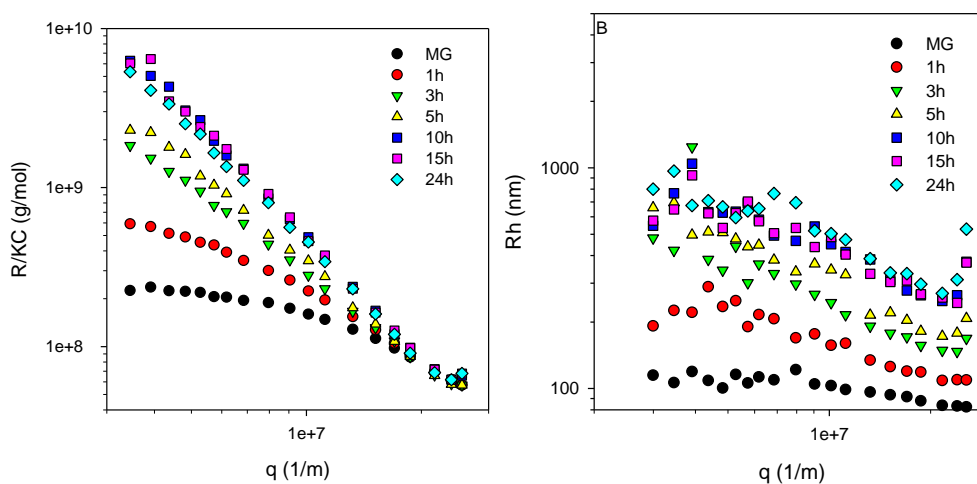 1e+10
1e+9
1e+8
R/KC (g/mol)
1e+7
q (1/m)
MG
1h
3h
5h
10h
15h
24h
B
1000
100
Rh (nm)
1e+7
q (1/m)
MG
1h
3h
5h
10h
15h
24h